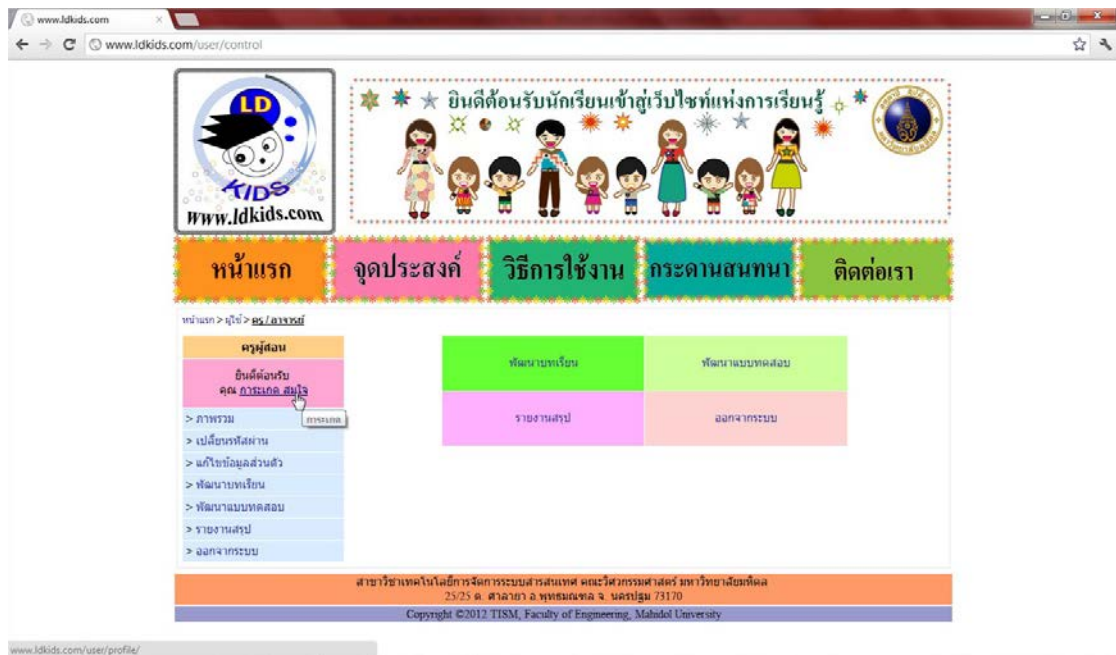 www.ldkids.com
www.ldkids.com/user/control
LD
KIDS
www.ldkids.com
ยินดีต้อนรับนักเรียนเข้าสู่เว็บไซท์แห่งการเรียนรู้
หน้าแรก
จุดประสงค์
วิธีการใช้งาน
กระดานสนทนา
ติดต่อเรา
หน้าแรก > ผู้ใช้ > ครู / อาจารย์
ครูผู้สอน
ยินดีต้อนรับ
คุณ การะเกด สมใจ
การะเกด
> ภาพรวม
> เปลี่ยนรหัสผ่าน
> แก้ไขข้อมูลส่วนตัว
> พัฒนาบทเรียน
> พัฒนาแบบทดสอบ
> รายงานสรุป
> ออกจากระบบ
พัฒนาบทเรียน
พัฒนาแบบทดสอบ
รายงานสรุป
ออกจากระบบ
สาขาวิชาเทคโนโลยีการจัดการระบบสารสนเทศ คณะวิศวกรรมศาสตร์ มหาวิทยาลัยมหิดล
25/25 ต. ศาลายา อ.พุทธมณฑล จ. นครปฐม 73170
Copyright ©2012 TISM, Faculty of Engineering, Mahidol University
www.ldkids.com/user/profile/